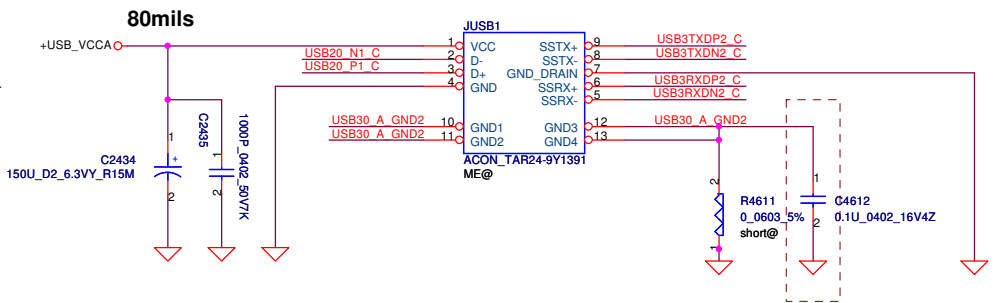 80mils
+USB_VCCA
JUSB1
1 VCC
2 D-
3 D+
4 GND
10 GND1
11 GND2
SSTX+ 9
SSTX- 8
GND_DRAIN 7
SSRX+ 6
SSRX- 5
GND3 12
GND4 13
USB20_N1_C
USB20_P1_C
USB3TXDP2_C
USB3TXDN2_C
USB3RXDP2_C
USB3RXDN2_C
USB30_A_GND2
USB30_A_GND2
USB30_A_GND2
ACON_TAR24-9Y1391
ME@
1
C2434
150U_D2_6.3VY_R15M
+
2
C2435
1000P_0402_50V7K
1
2
2
R4611
0_0603_5%
short@
1
1
C4612
0.1U_0402_16V4Z
2